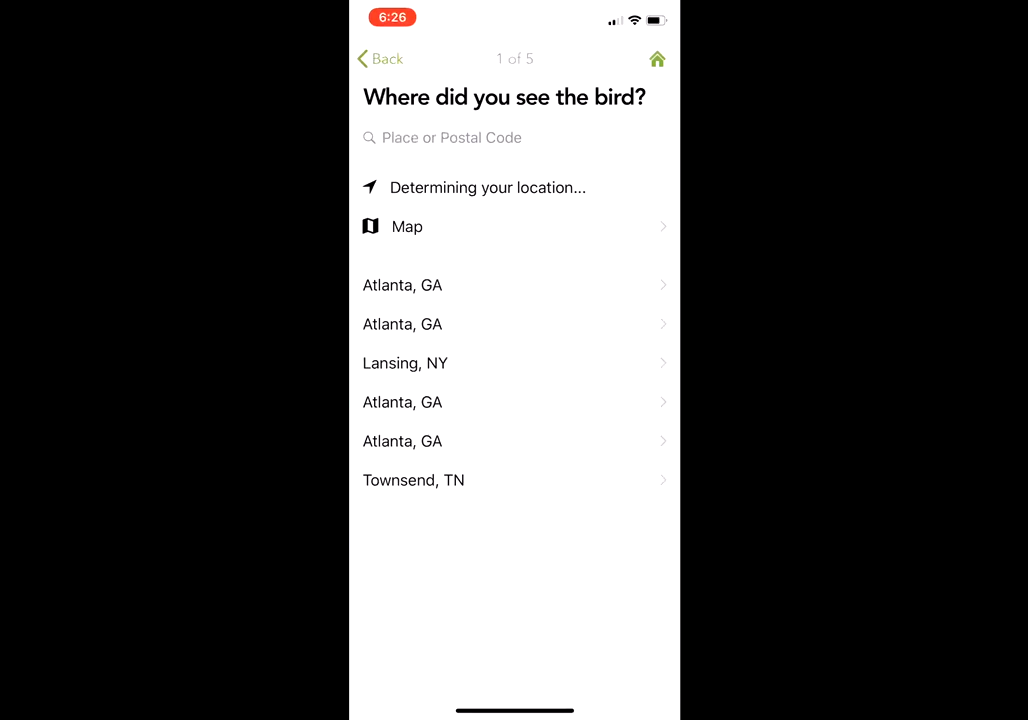 6:26
Back
1 of 5
Where did you see the bird?
Place or Postal Code
Determining your location...
Map
Atlanta, GA
Atlanta, GA
Lansing, NY
Atlanta, GA
Atlanta, GA
Townsend, TN